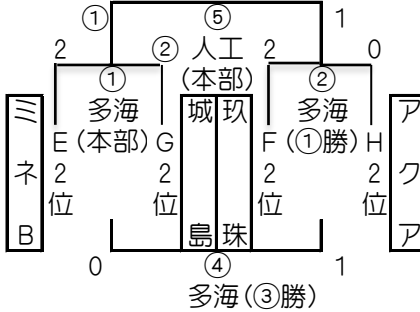 ① ⑤ 1
2 ② 人工 2 0
(本部)
① ②
多海 多海
E (本部) G F (①勝) H
2位 2位 2位 2位
ミネB
城島
玖珠
アクア
0 ④ 1
多海(③勝)